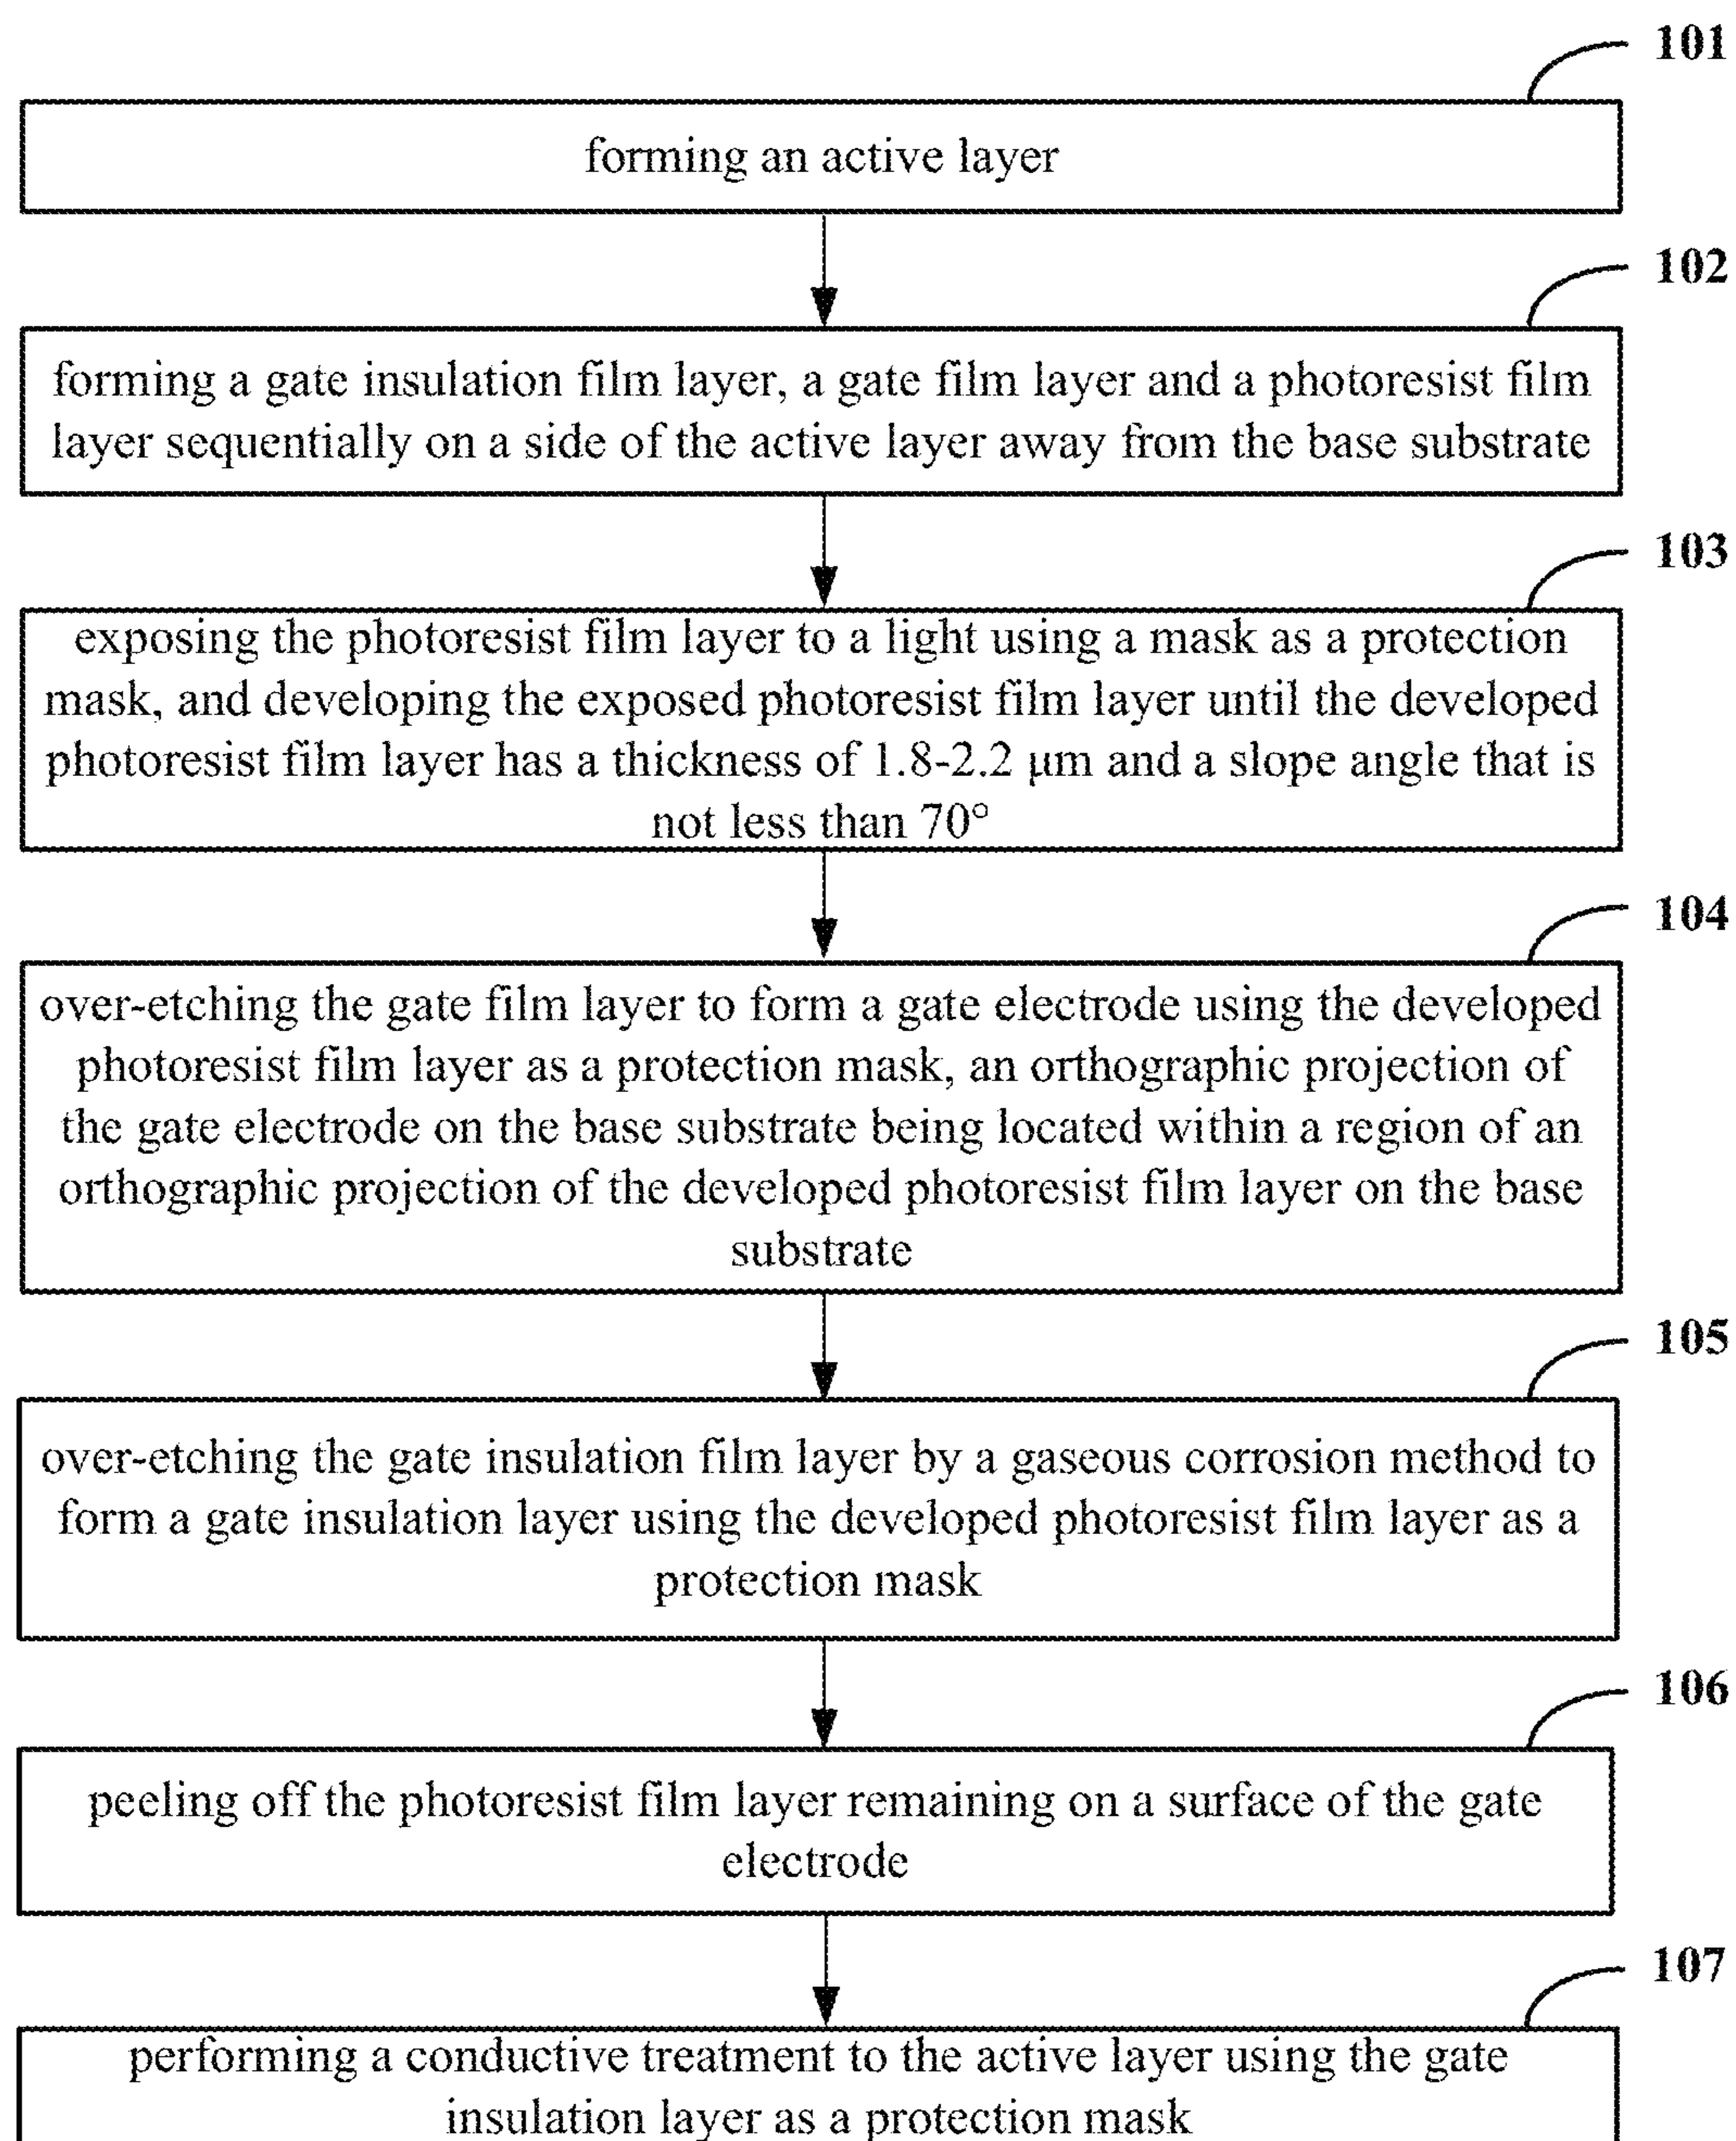 101
forming an active layer
102
forming a gate insulation film layer, a gate film layer and a photoresist film
layer sequentially on a side of the active layer away from the base substrate
103
exposing the photoresist film layer to a light using a mask as a protection
mask, and developing the exposed photoresist film layer until the developed
photoresist film layer has a thickness of 1.8-2.2 μm and a slope angle that is
not less than 70°
104
over-etching the gate film layer to form a gate electrode using the developed
photoresist film layer as a protection mask, an orthographic projection of
the gate electrode on the base substrate being located within a region of an
orthographic projection of the developed photoresist film layer on the base
substrate
105
over-etching the gate insulation film layer by a gaseous corrosion method to
form a gate insulation layer using the developed photoresist film layer as a
protection mask
106
peeling off the photoresist film layer remaining on a surface of the gate
electrode
107
performing a conductive treatment to the active layer using the gate
insulation layer as a protection mask